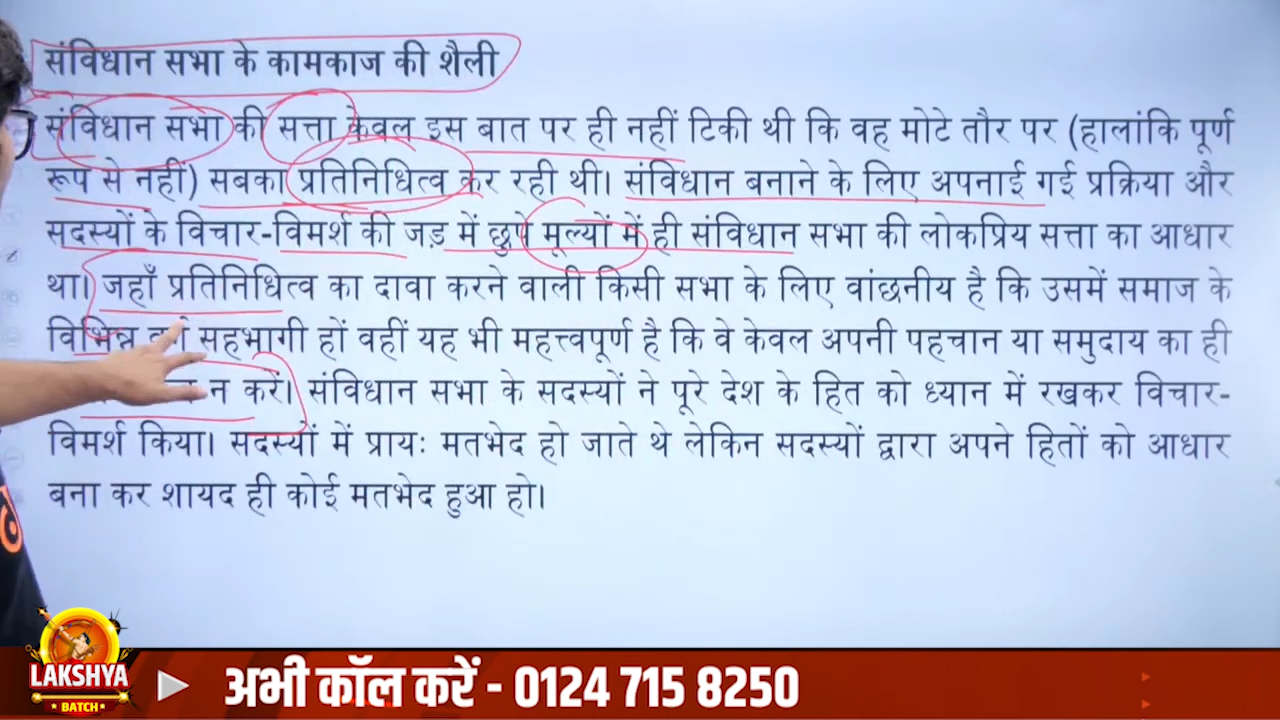 संविधान सभा के कामकाज की शैली
संविधान सभा की सत्ता केवल इस बात पर ही नहीं टिकी थी कि वह मोटे तौर पर (हालांकि पूर्ण
रूप से नहीं) सबका प्रतिनिधित्व कर रही थी। संविधान बनाने के लिए अपनाई गई प्रक्रिया और
सदस्यों के विचार-विमर्श की जड़ में छुपे मूल्यों में ही संविधान सभा की लोकप्रिय सत्ता का आधार
था। जहाँ प्रतिनिधित्व का दावा करने वाली किसी सभा के लिए वांछनीय है कि उसमें समाज के
विभिन्न सहभागी हों वहीं यह भी महत्त्वपूर्ण है कि वे केवल अपनी पहचान या समुदाय का ही
न करें। संविधान सभा के सदस्यों ने पूरे देश के हित को ध्यान में रखकर विचार-
विमर्श किया। सदस्यों में प्रायः मतभेद हो जाते थे लेकिन सदस्यों द्वारा अपने हितों को आधार
बना कर शायद ही कोई मतभेद हुआ हो।
LAKSHYA
BATCH
अभी कॉल करें - 0124 715 8250